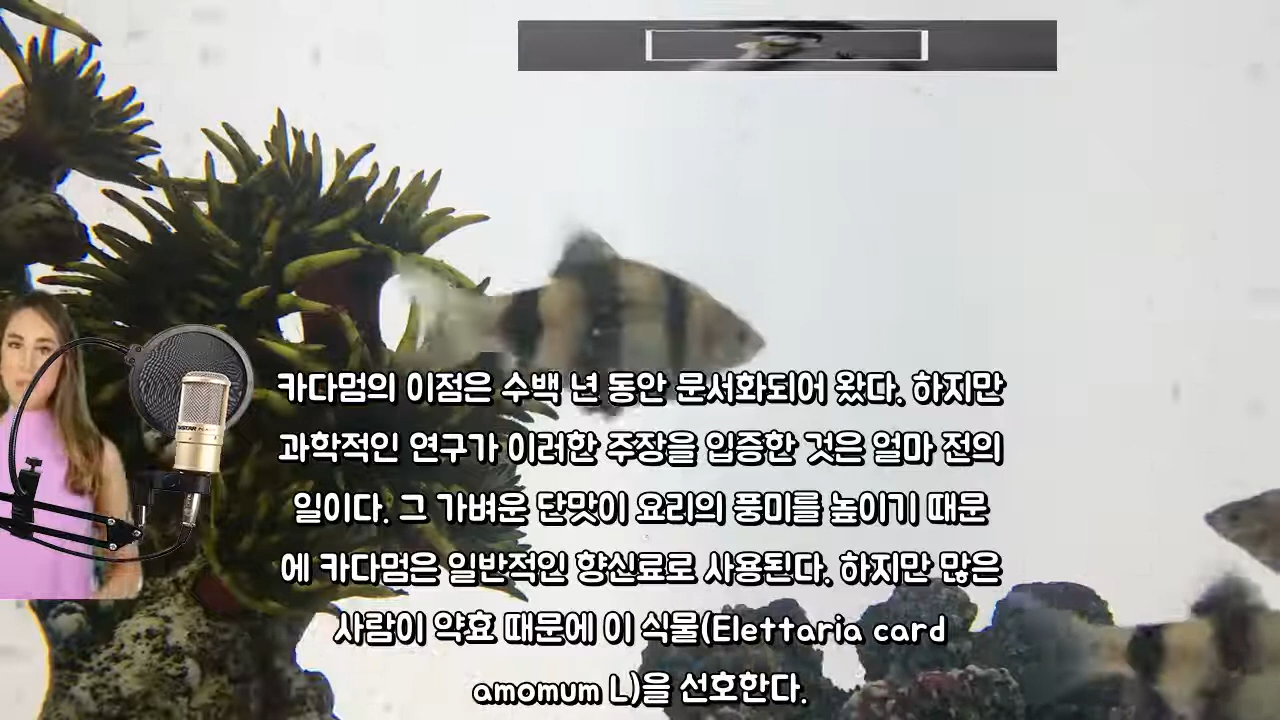 카다멈의 이점은 수백 년 동안 문서화되어 왔다. 하지만
과학적인 연구가 이러한 주장을 입증한 것은 얼마 전의
일이다. 그 가벼운 단맛이 요리의 풍미를 높이기 때문
에 카다멈은 일반적인 향신료로 사용된다. 하지만 많은
사람이 약효 때문에 이 식물(Elettaria card
amomum L)을 선호한다.